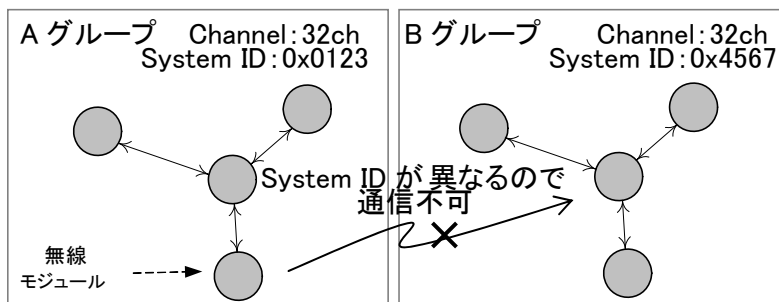 A グループ Channel:32ch
System ID:0x0123
B グループ Channel:32ch
System ID:0x4567
System ID が異なるので
通信不可
無線
モジュール